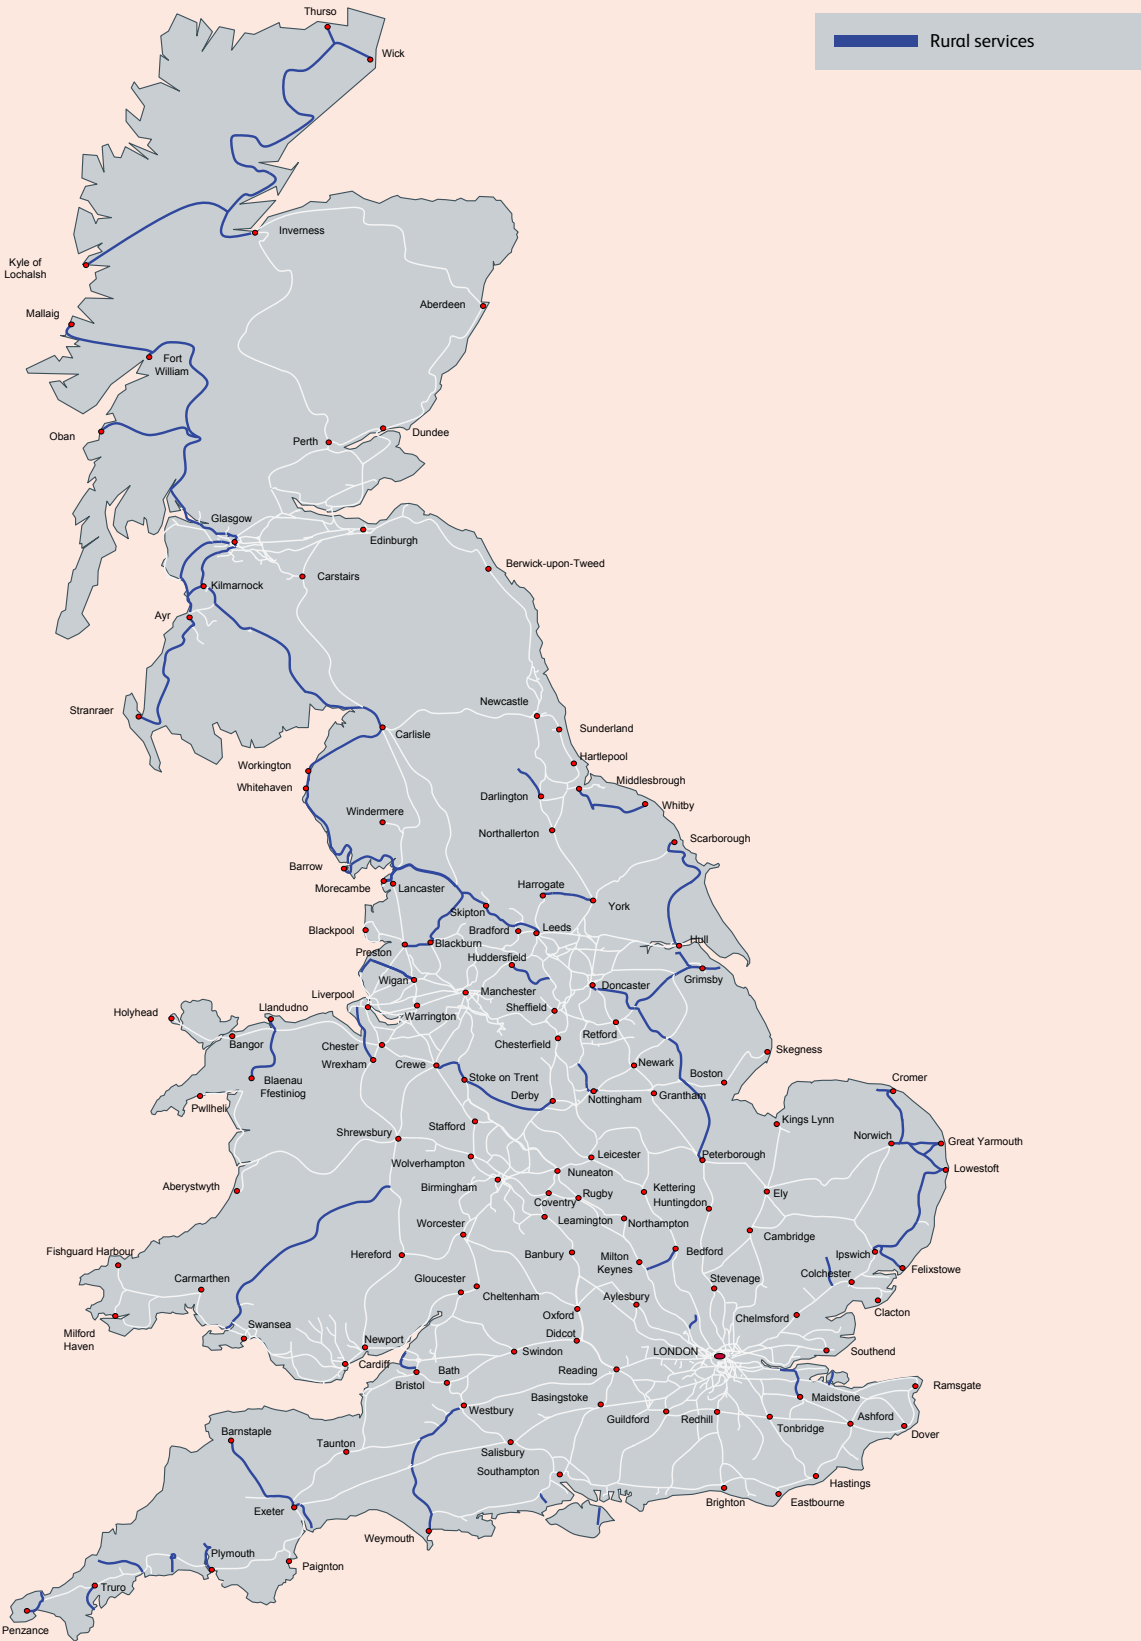 Thurso
Rural services
Wick
Inverness
Kyle of
Lochalsh
Aberdeen
Mallaig
Fort
William
Oban
Perth
Dundee
Glasgow
Edinburgh
Berwick-upon-Tweed
Carstairs
Kilmarnock
Ayr
Stranraer
Newcastle
Sunderland
Carlisle
Hartlepool
Workington
Whitehaven
Middlesbrough
Darlington
Whitby
Windermere
Northallerton
Scarborough
Barrow
Morecambe
Lancaster
Harrogate
York
Skipton
Blackpool
Bradford
Leeds
Hull
Blackburn
Preston
Huddersfield
Wigan
Grimsby
Doncaster
Liverpool
Manchester
Holyhead
Llandudno
Warrington
Sheffield
Retford
Bangor
Chester
Chesterfield
Skegness
Wrexham
Crewe
Newark
Stoke on Trent
Boston
Blaenau
Ffestiniog
Derby
Nottingham
Grantham
Cromer
Pwllheli
Kings Lynn
Stafford
Shrewsbury
Norwich
Great Yarmouth
Wolverhampton
Leicester
Peterborough
Lowestoft
Nuneaton
Aberystwyth
Birmingham
Coventry
Rugby
Kettering
Huntingdon
Ely
Leamington
Northampton
Worcester
Cambridge
Fishguard Harbour
Hereford
Banbury
Milton
Keynes
Bedford
Ipswich
Felixstowe
Carmarthen
Gloucester
Cheltenham
Stevenage
Colchester
Aylesbury
Oxford
Chelmsford
Clacton
Milford
Haven
Swansea
Newport
Didcot
Swindon
LONDON
Southend
Cardiff
Bath
Bristol
Reading
Ramsgate
Basingstoke
Maidstone
Westbury
Guildford
Redhill
Tonbridge
Ashford
Dover
Barnstaple
Taunton
Salisbury
Southampton
Hastings
Brighton
Eastbourne
Exeter
Weymouth
Plymouth
Paignton
Truro
Penzance